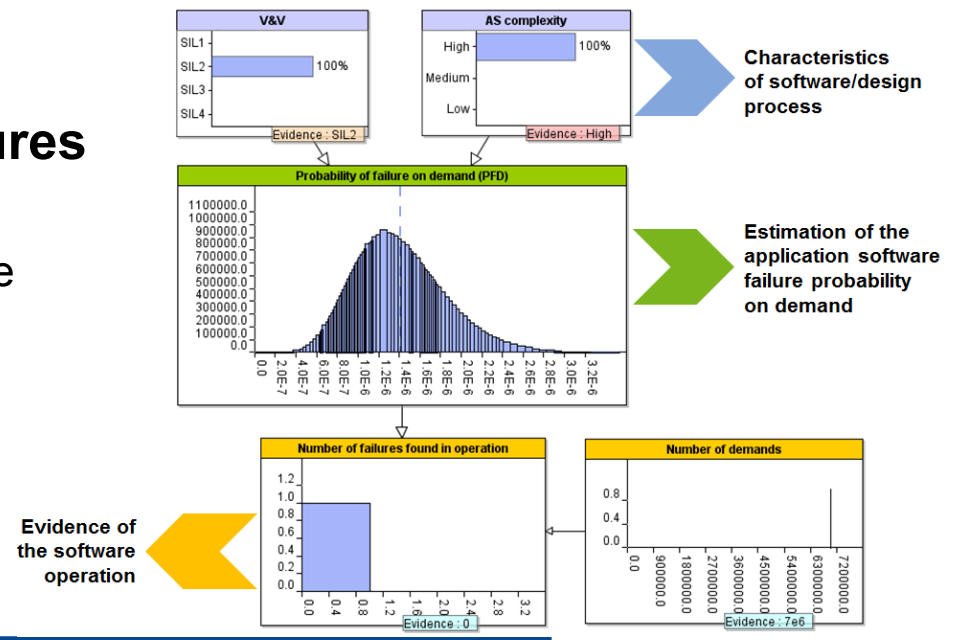 ures
e
V&V
SIL1
SIL2
SIL3
SIL4
100%
Evidence : SIL2
AS complexity
High
Medium
Low
100%
Evidence : High
Characteristics
of software/design
process
Probability of failure on demand (PFD)
1100000.0
1000000.0
900000.0
800000.0
700000.0
600000.0
500000.0
400000.0
300000.0
200000.0
100000.0
0.0
0.0
2.0E-7
4.0E-7
6.0E-7
8.0E-7
1.0E-6
1.2E-6
1.4E-6
1.6E-6
1.8E-6
2.0E-6
2.2E-6
2.4E-6
2.6E-6
2.8E-6
3.0E-6
3.2E-6
Estimation of the
application software
failure probability
on demand
Number of failures found in operation
1.2
1.0
0.8
0.6
0.4
0.2
0.0
0.0
0.4
0.8
1.2
1.6
2.0
2.4
2.8
3.2
Evidence : 0
Number of demands
0.8
0.4
0.0
0.0
900000.0
1800000.0
2700000.0
3600000.0
4500000.0
5400000.0
6300000.0
7200000.0
Evidence : 7e6
Evidence of
the software
operation